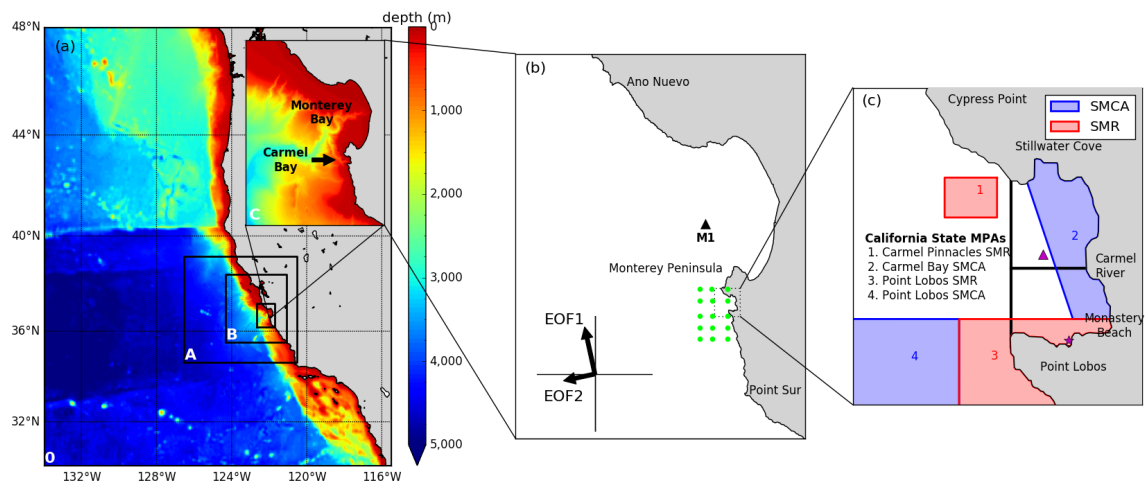 (a)
depth (m)
48°N
44°N
40°N
36°N
32°N
132°W
128°W
124°W
120°W
116°W
0
1,000
2,000
3,000
4,000
5,000
Monterey
Bay
Carmel
Bay
C
B
A
0
(b)
Ano Nuevo
M1
Monterey Peninsula
EOF1
EOF2
Point Sur
(c)
Cypress Point
SMCA
SMR
Stillwater Cove
1
California State MPAs
1. Carmel Pinnacles SMR
2. Carmel Bay SMCA
3. Point Lobos SMR
4. Point Lobos SMCA
2
Carmel
River
Monastery
Beach
4
3
Point Lobos